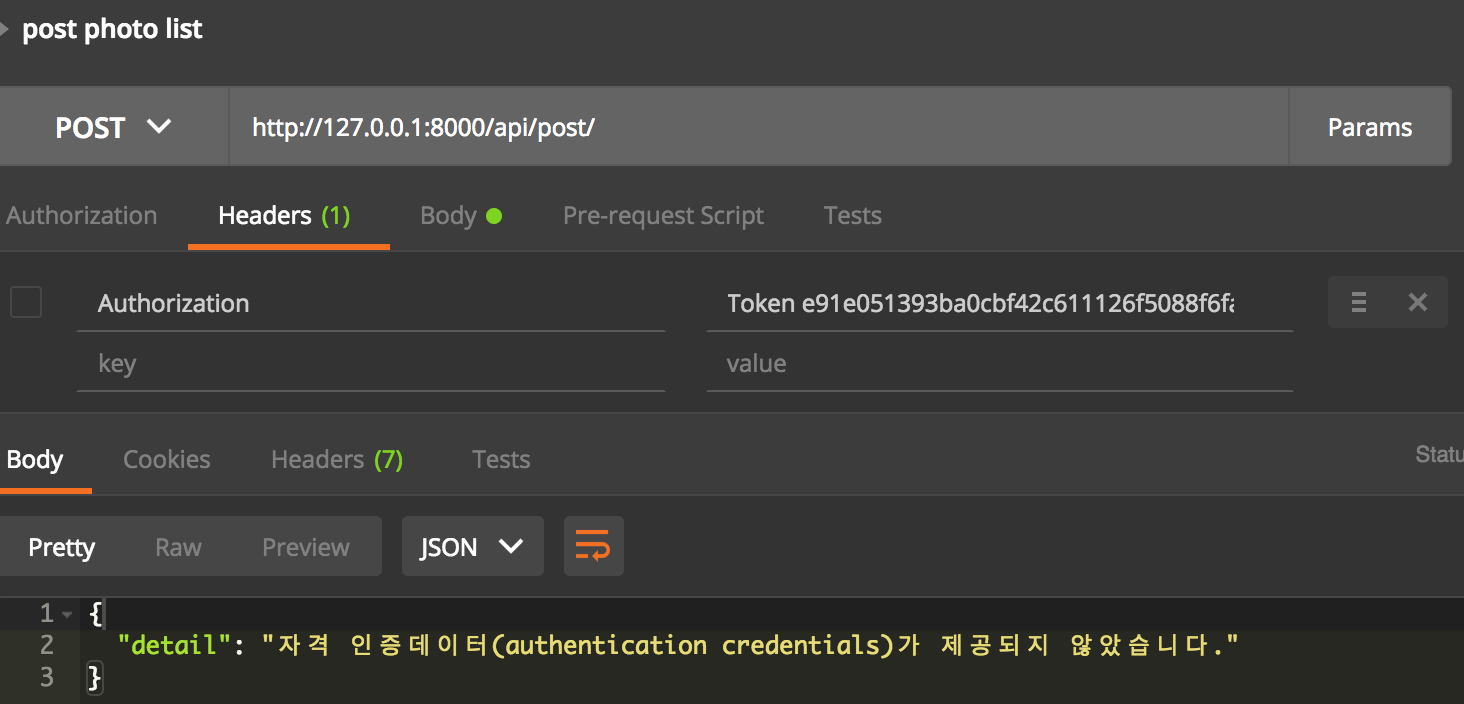 post photo list
POST http://127.0.0.1:8000/api/post/ Params
Authorization Headers (1) Body Pre-request Script Tests
Authorization Token e91e051393ba0cbf42c611126f5088f6f
key value
Body Cookies Headers (7) Tests Statu
Pretty Raw Preview JSON
1 {
2 "detail": "자격 인증데이터(authentication credentials)가 제공되지 않았습니다."
3 }